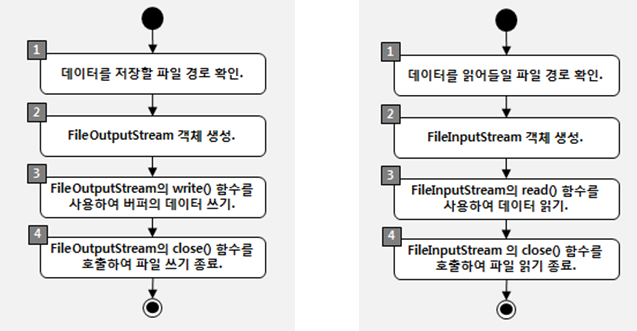 1
데이터를 저장할 파일 경로 확인.
2
FileOutputStream 객체 생성.
3
FileOutputStream의 write() 함수를
사용하여 버퍼의 데이터 쓰기.
4
FileOutputStream의 close() 함수를
호출하여 파일 쓰기 종료.
1
데이터를 읽어들일 파일 경로 확인.
2
FileInputStream 객체 생성.
3
FileInputStream의 read() 함수를
사용하여 데이터 읽기.
4
FileInputStream 의 close() 함수를
호출하여 파일 읽기 종료.